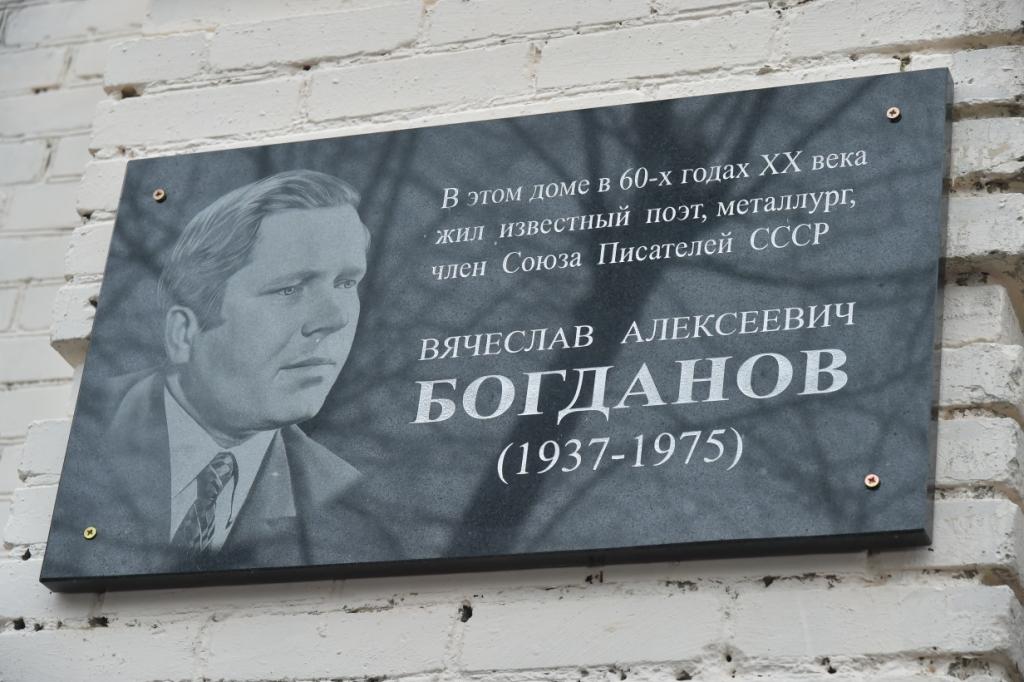 В этом доме в 60-х годах XX века
жил известный поэт, металлург,
член Союза Писателей СССР
ВЯЧЕСЛАВ АЛЕКСЕЕВИЧ
БОГДАНОВ
(1937-1975)